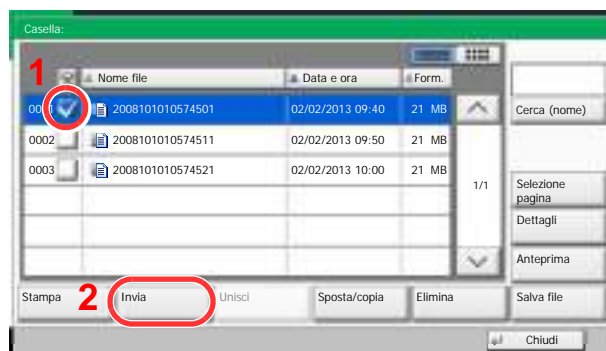 Casella:
1
Nome file Data e ora Form.
0001 2008101010574501 02/02/2013 09:40 21 MB Cerca (nome)
0002 2008101010574511 02/02/2013 09:50 21 MB
0003 2008101010574521 02/02/2013 10:00 21 MB
1/1
Selezione
pagina
Dettagli
Anteprima
Stampa 2 Invia Unisci Sposta/copia Elimina Salva file
Chiudi